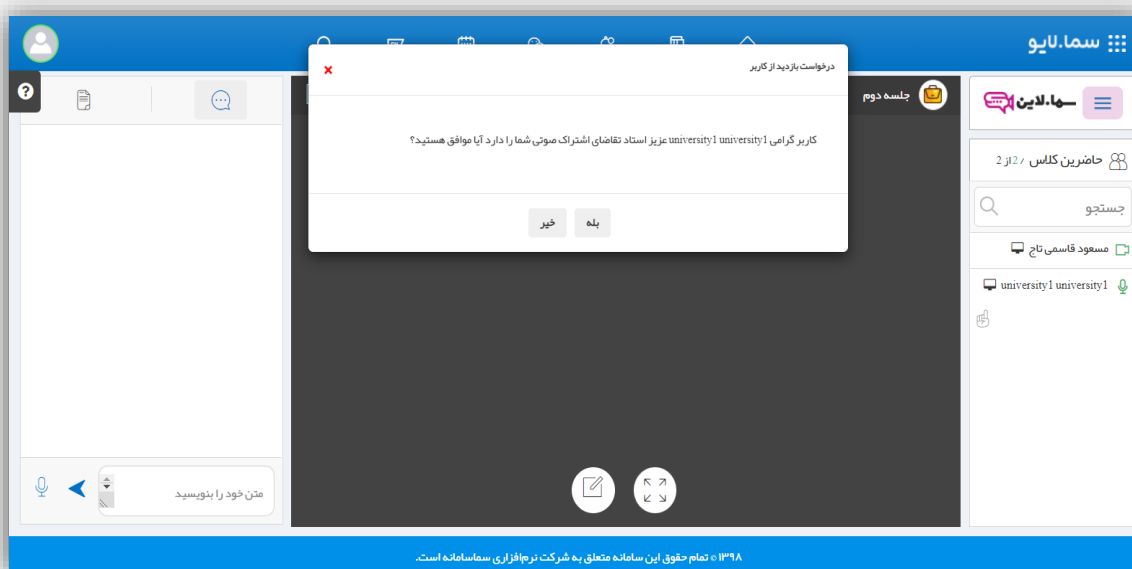 سما.لایو
درخواست بازدید از کاربر
کاربر گرامی university1 university1 عزیز استاد تقاضای اشتراک صوتی شما را دارد آیا موافق هستید؟
بله
خیر
جلسه دوم
سما.لاین
حاضرین کلاس / 2 از 2
جستجو
مسعود قاسمی تاج
university1 university1
متن خود را بنویسید
۱۳۹۸ © تمام حقوق این سامانه متعلق به شرکت نرم‌افزاری سماسامانه است.